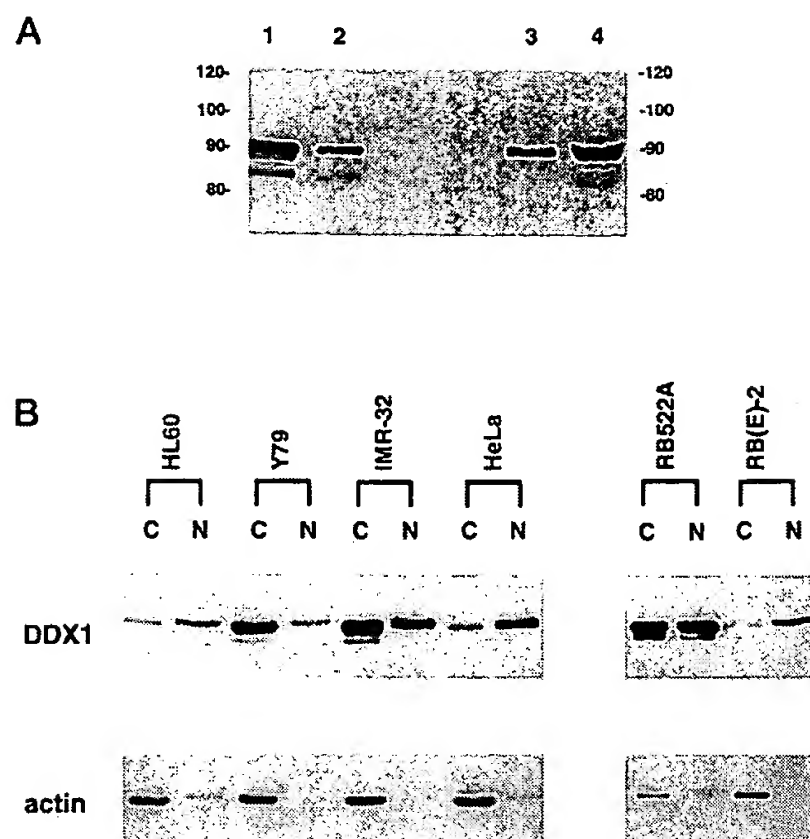 A
1 2 3 4
120- -120
100- -100
90- -90
80- -80
B
HL60 Y79 IMR-32 HeLa RB522A RB(E)-2
C N C N C N C N C N C N
DDX1
actin